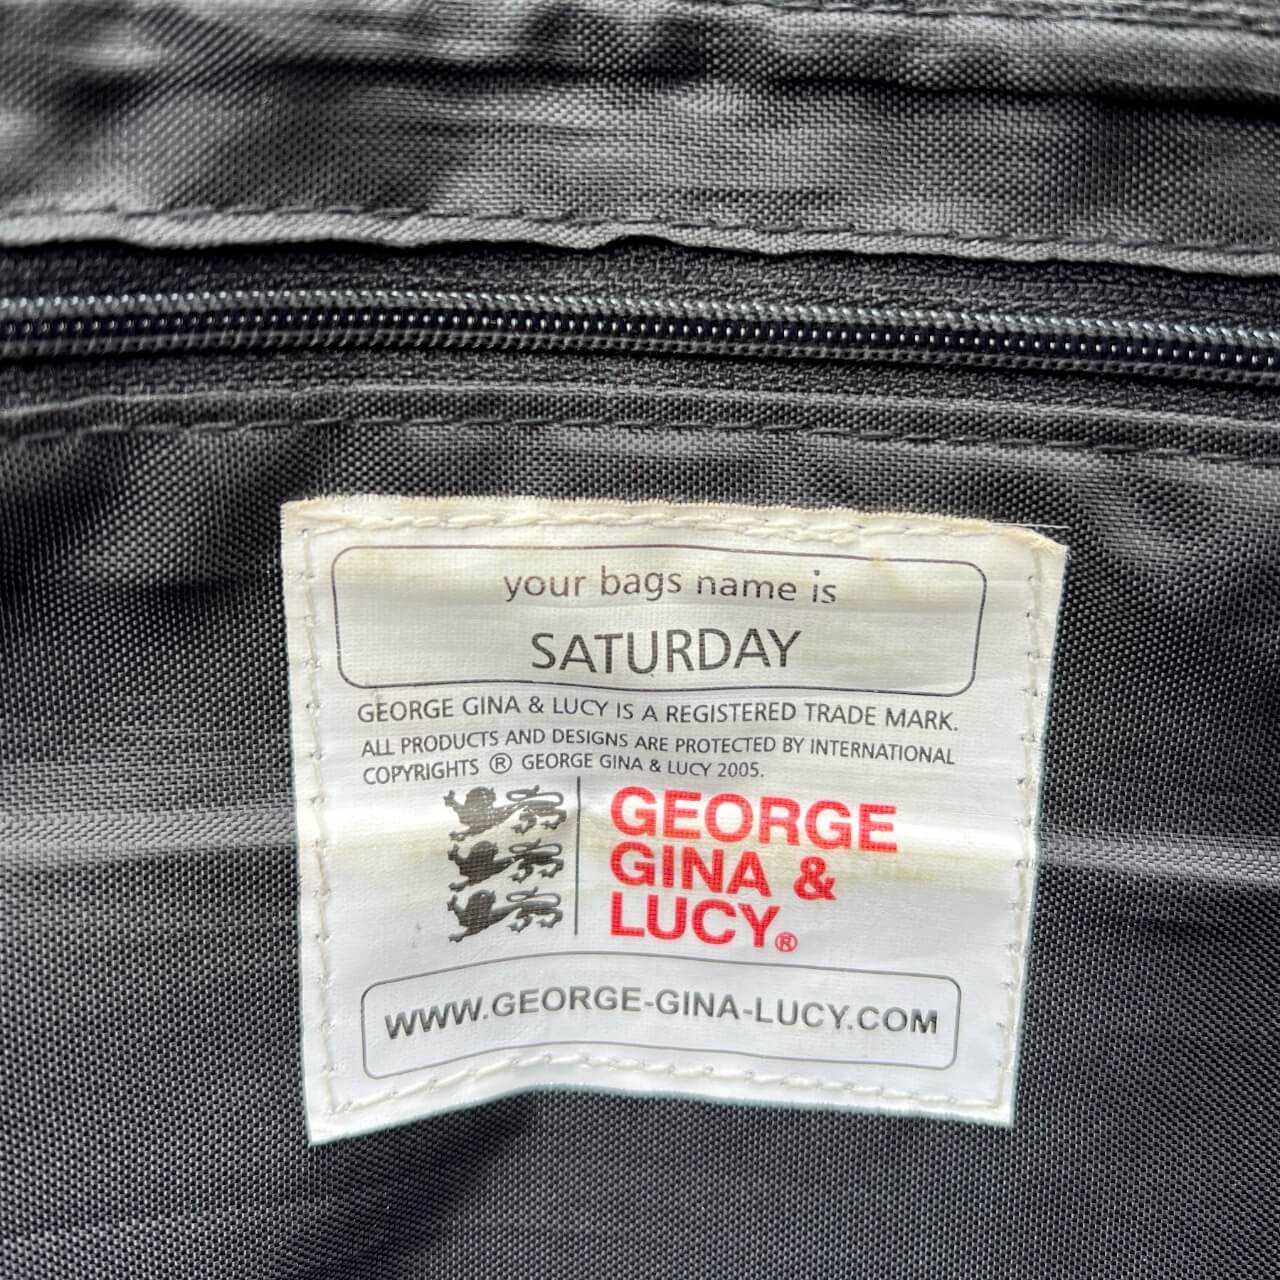 your bags name is
SATURDAY
GEORGE GINA & LUCY IS A REGISTERED TRADE MARK.
ALL PRODUCTS AND DESIGNS ARE PROTECTED BY INTERNATIONAL
COPYRIGHTS ® GEORGE GINA & LUCY 2005.
GEORGE
GINA &
LUCY®
WWW.GEORGE-GINA-LUCY.COM